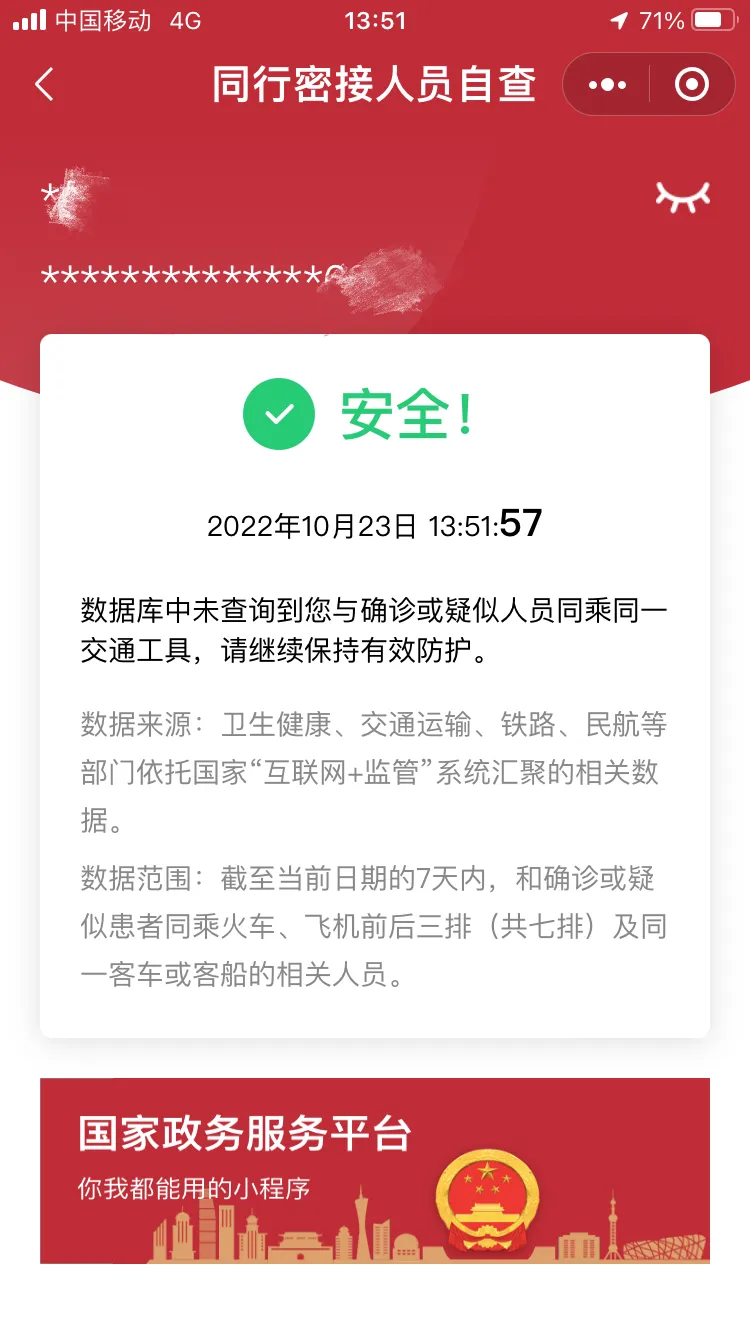 中国移动 4G 13:51 71%
同行密接人员自查
*
**************
安全！
2022年10月23日 13:51:57
数据库中未查询到您与确诊或疑似人员同乘同一
交通工具，请继续保持有效防护。
数据来源：卫生健康、交通运输、铁路、民航等
部门依托国家“互联网+监管”系统汇聚的相关数
据。
数据范围：截至当前日期的7天内，和确诊或疑
似患者同乘火车、飞机前后三排（共七排）及同
一客车或客船的相关人员。
国家政务服务平台
你我都能用的小程序